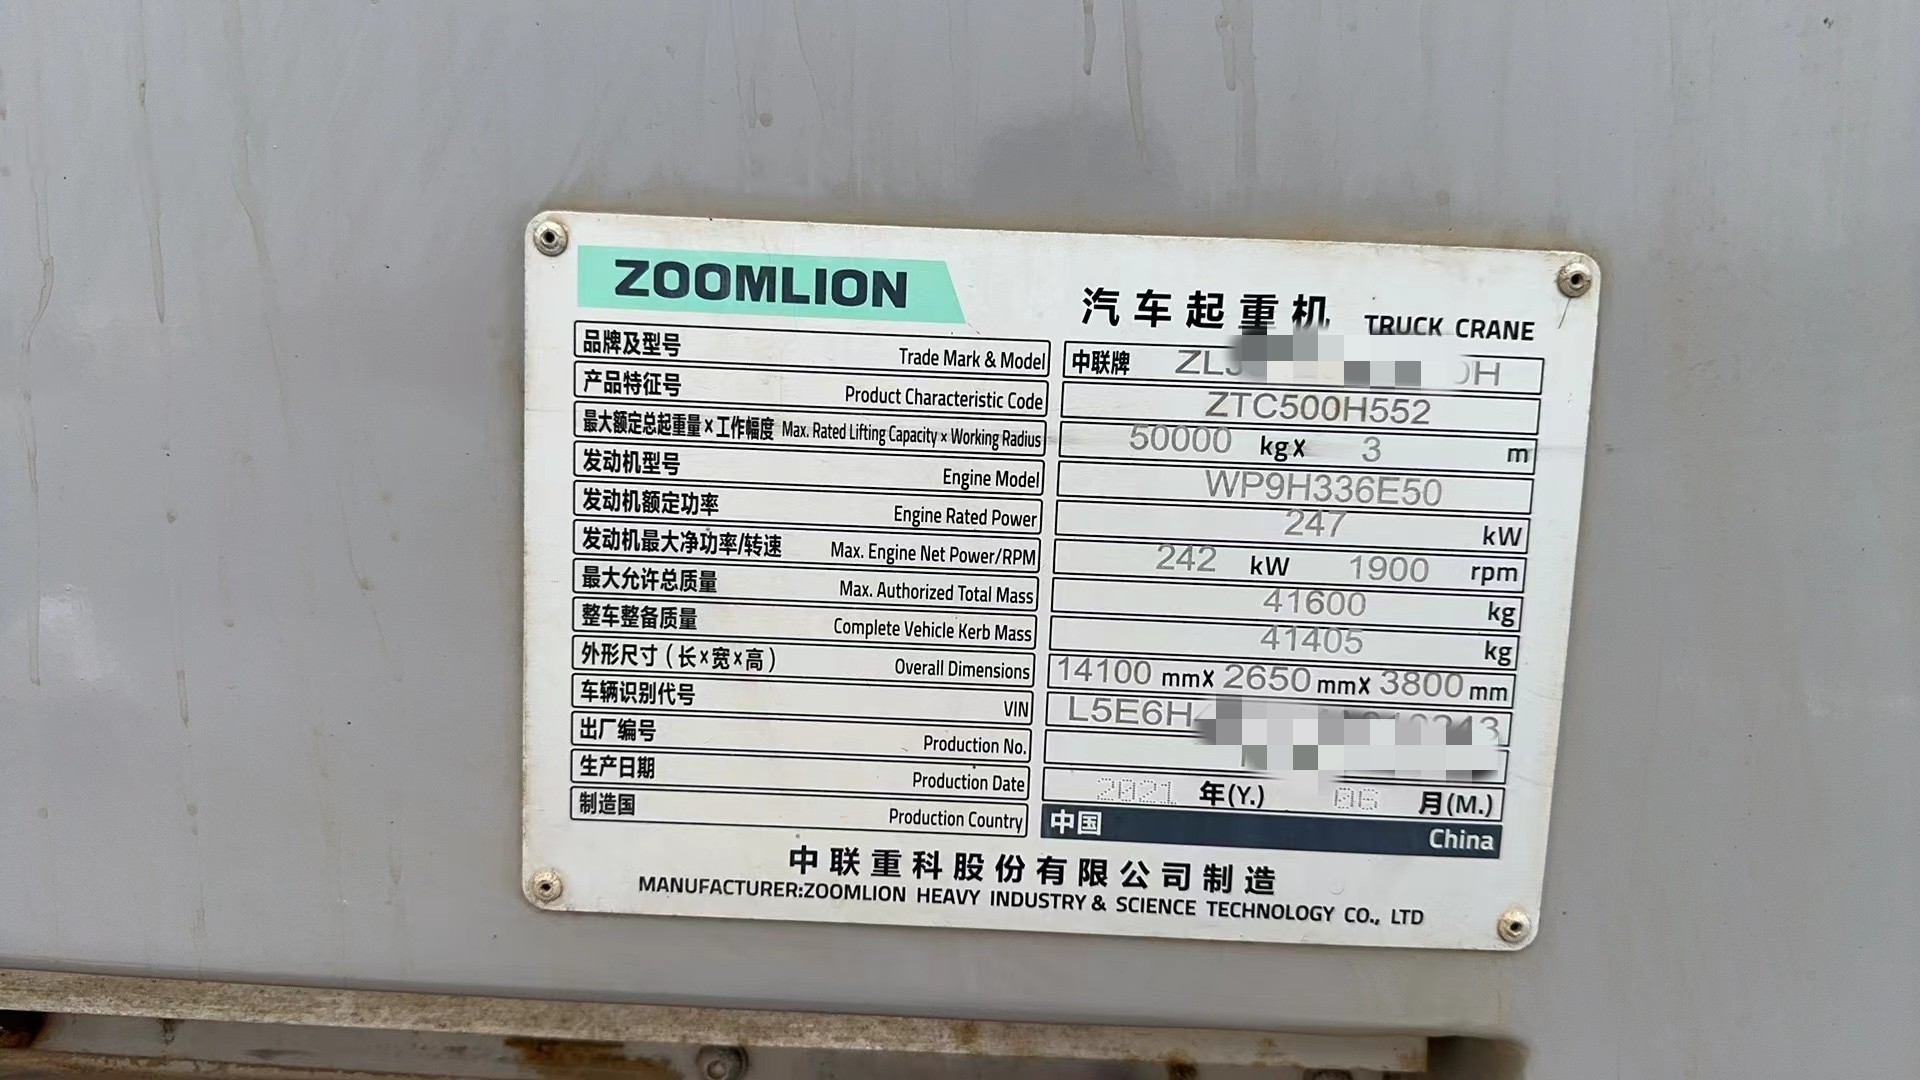 ZOOMLION
汽车起重机 TRUCK CRANE
品牌及型号 Trade Mark & Model 中联牌
产品特征号 Product Characteristic Code ZTC500H552
最大额定总起重量×工作幅度 Max. Rated Lifting Capacity × Working Radius 50000 kg× 3 m
发动机型号 Engine Model WP9H336E50
发动机额定功率 Engine Rated Power 247 kW
发动机最大净功率/转速 Max. Engine Net Power/RPM 242 kW 1900 rpm
最大允许总质量 Max. Authorized Total Mass 41600 kg
整车整备质量 Complete Vehicle Kerb Mass 41405 kg
外形尺寸(长×宽×高) Overall Dimensions 14100 mm× 2650 mm× 3800 mm
车辆识别代号 VIN
出厂编号 Production No.
生产日期 Production Date 2021 年(Y.) 06 月(M.)
制造国 Production Country 中国 China
中联重科股份有限公司制造
MANUFACTURER:ZOOMLION HEAVY INDUSTRY & SCIENCE TECHNOLOGY CO., LTD